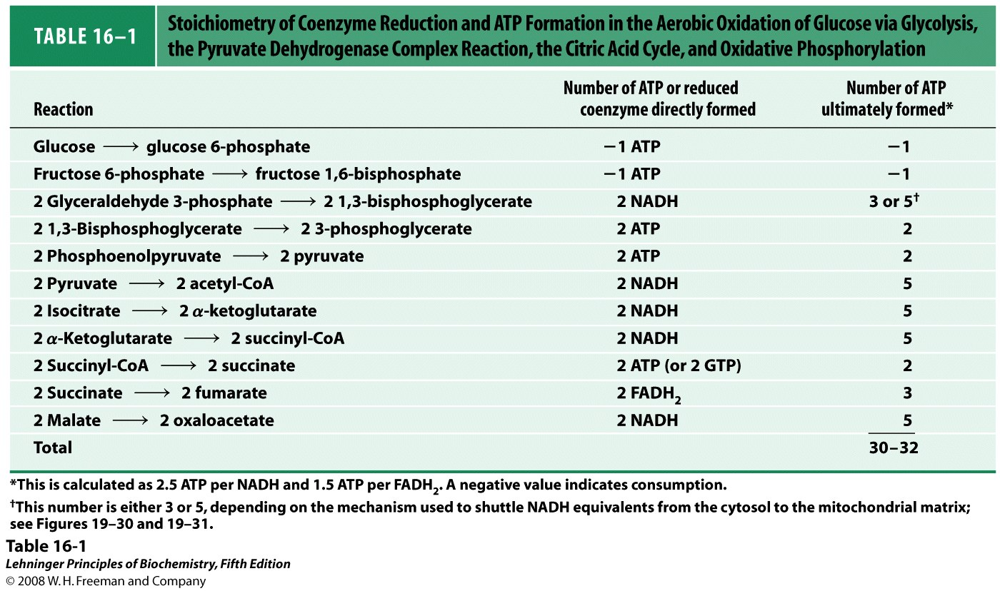 TABLE 16–1
Stoichiometry of Coenzyme Reduction and ATP Formation in the Aerobic Oxidation of Glucose via Glycolysis,
the Pyruvate Dehydrogenase Complex Reaction, the Citric Acid Cycle, and Oxidative Phosphorylation
Reaction
Number of ATP or reduced
coenzyme directly formed
Number of ATP
ultimately formed*
Glucose ⟶ glucose 6-phosphate −1 ATP −1
Fructose 6-phosphate ⟶ fructose 1,6-bisphosphate −1 ATP −1
2 Glyceraldehyde 3-phosphate ⟶ 2 1,3-bisphosphoglycerate 2 NADH 3 or 5†
2 1,3-Bisphosphoglycerate ⟶ 2 3-phosphoglycerate 2 ATP 2
2 Phosphoenolpyruvate ⟶ 2 pyruvate 2 ATP 2
2 Pyruvate ⟶ 2 acetyl-CoA 2 NADH 5
2 Isocitrate ⟶ 2 α-ketoglutarate 2 NADH 5
2 α-Ketoglutarate ⟶ 2 succinyl-CoA 2 NADH 5
2 Succinyl-CoA ⟶ 2 succinate 2 ATP (or 2 GTP) 2
2 Succinate ⟶ 2 fumarate 2 FADH₂ 3
2 Malate ⟶ 2 oxaloacetate 2 NADH 5
Total 30–32
*This is calculated as 2.5 ATP per NADH and 1.5 ATP per FADH₂. A negative value indicates consumption.
†This number is either 3 or 5, depending on the mechanism used to shuttle NADH equivalents from the cytosol to the mitochondrial matrix;
see Figures 19–30 and 19–31.
Table 16-1
Lehninger Principles of Biochemistry, Fifth Edition
© 2008 W. H. Freeman and Company